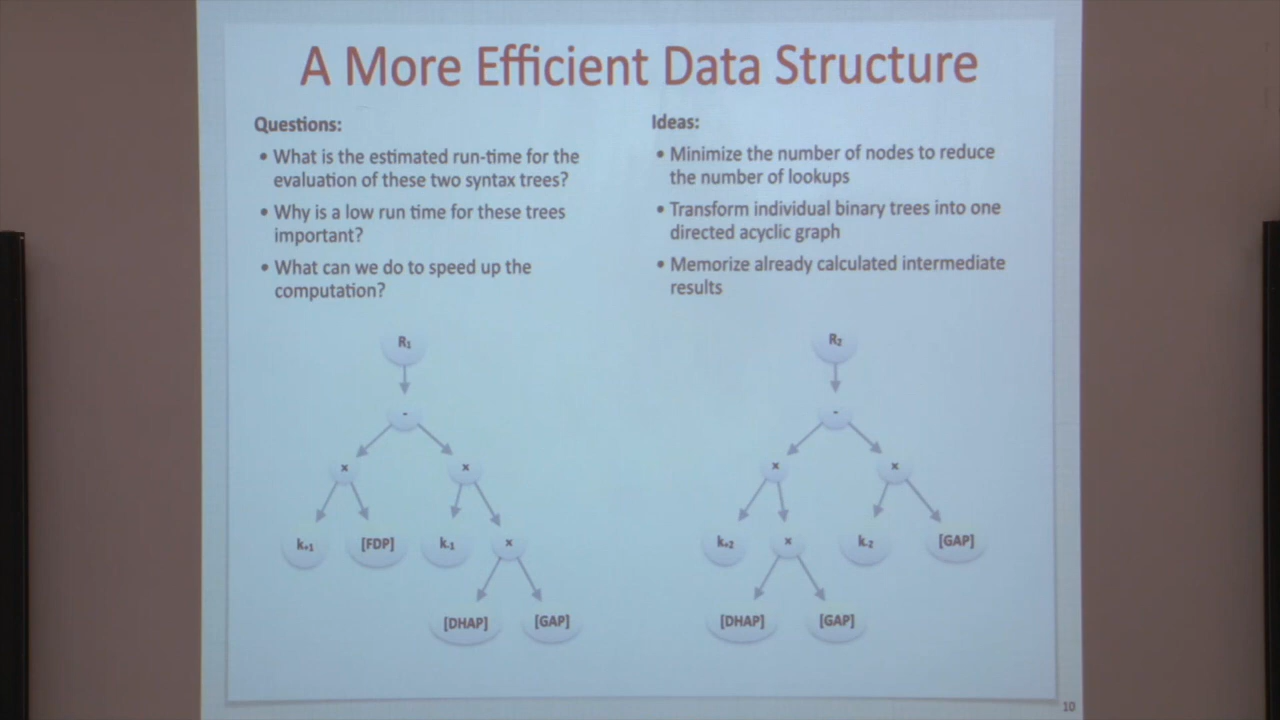 A More Efficient Data Structure
Questions:
• What is the estimated run-time for the
evaluation of these two syntax trees?
• Why is a low run time for these trees
important?
• What can we do to speed up the
computation?
Ideas:
• Minimize the number of nodes to reduce
the number of lookups
• Transform individual binary trees into one
directed acyclic graph
• Memorize already calculated intermediate
results
R₁
-
x x
k₊₁ [FDP] k₋₁ x
[DHAP] [GAP]
R₂
-
x x
k₊₂ x k₋₂ [GAP]
[DHAP] [GAP]
10